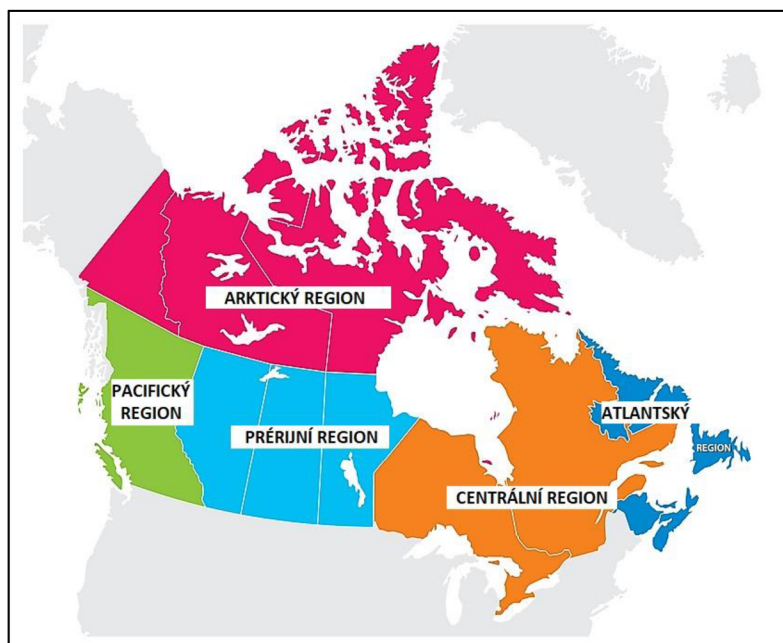 ARKTICKÝ REGION
PACIFICKÝ
REGION
PRÉRIJNÍ REGION
ATLANTSKÝ
REGION
CENTRÁLNÍ REGION